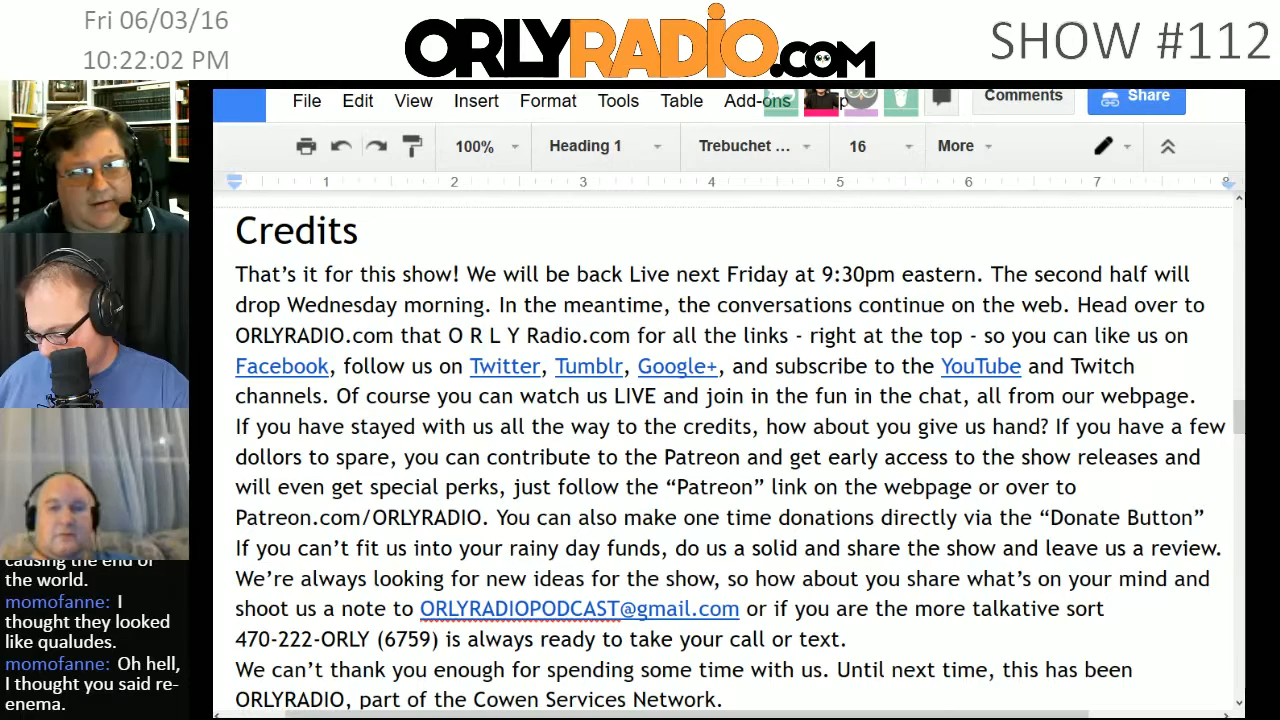 Fri 06/03/16
10:22:02 PM
ORLYRADiO.COM
SHOW #112
File Edit View Insert Format Tools Table Add-ons
Comments
Share
100% Heading 1 Trebuchet ... 16 More
1 2 3 4 5 6 7 8
Credits
That’s it for this show! We will be back Live next Friday at 9:30pm eastern. The second half will
drop Wednesday morning. In the meantime, the conversations continue on the web. Head over to
ORLYRADIO.com that O R L Y Radio.com for all the links - right at the top - so you can like us on
Facebook, follow us on Twitter, Tumblr, Google+, and subscribe to the YouTube and Twitch
channels. Of course you can watch us LIVE and join in the fun in the chat, all from our webpage.
If you have stayed with us all the way to the credits, how about you give us hand? If you have a few
dollors to spare, you can contribute to the Patreon and get early access to the show releases and
will even get special perks, just follow the “Patreon” link on the webpage or over to
Patreon.com/ORLYRADIO. You can also make one time donations directly via the “Donate Button”
If you can’t fit us into your rainy day funds, do us a solid and share the show and leave us a review.
We’re always looking for new ideas for the show, so how about you share what’s on your mind and
shoot us a note to ORLYRADIOPODCAST@gmail.com or if you are the more talkative sort
470-222-ORLY (6759) is always ready to take your call or text.
We can’t thank you enough for spending some time with us. Until next time, this has been
ORLYRADIO, part of the Cowen Services Network.
causing the end of
the world.
momofanne: I
thought they looked
like qualudes.
momofanne: Oh hell,
I thought you said re-
enema.